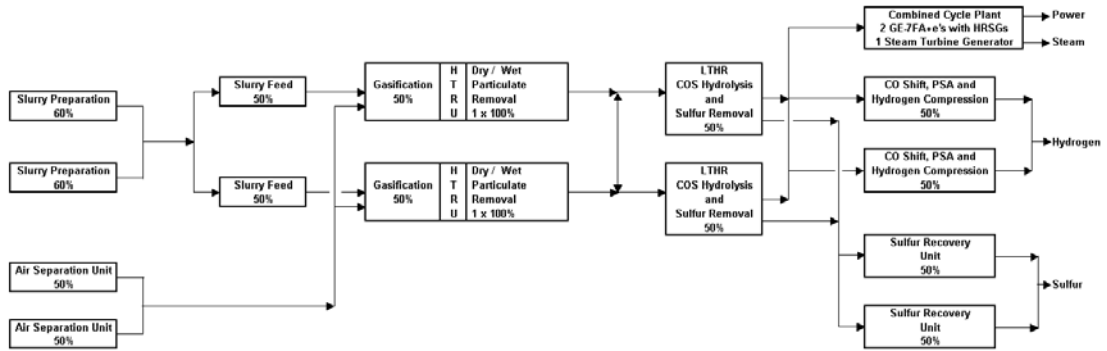 Combined Cycle Plant
2 GE-7FA+e's with HRSGs
1 Steam Turbine Generator
Power
Steam
Slurry Preparation
60%
Slurry Preparation
60%
Slurry Feed
50%
Slurry Feed
50%
Gasification
50%
H
T
R
U
Dry / Wet
Particulate
Removal
1 x 100%
Gasification
50%
H
T
R
U
Dry / Wet
Particulate
Removal
1 x 100%
LTHR
COS Hydrolysis
and
Sulfur Removal
50%
LTHR
COS Hydrolysis
and
Sulfur Removal
50%
CO Shift, PSA and
Hydrogen Compression
50%
CO Shift, PSA and
Hydrogen Compression
50%
Hydrogen
Air Separation Unit
50%
Air Separation Unit
50%
Sulfur Recovery
Unit
50%
Sulfur Recovery
Unit
50%
Sulfur